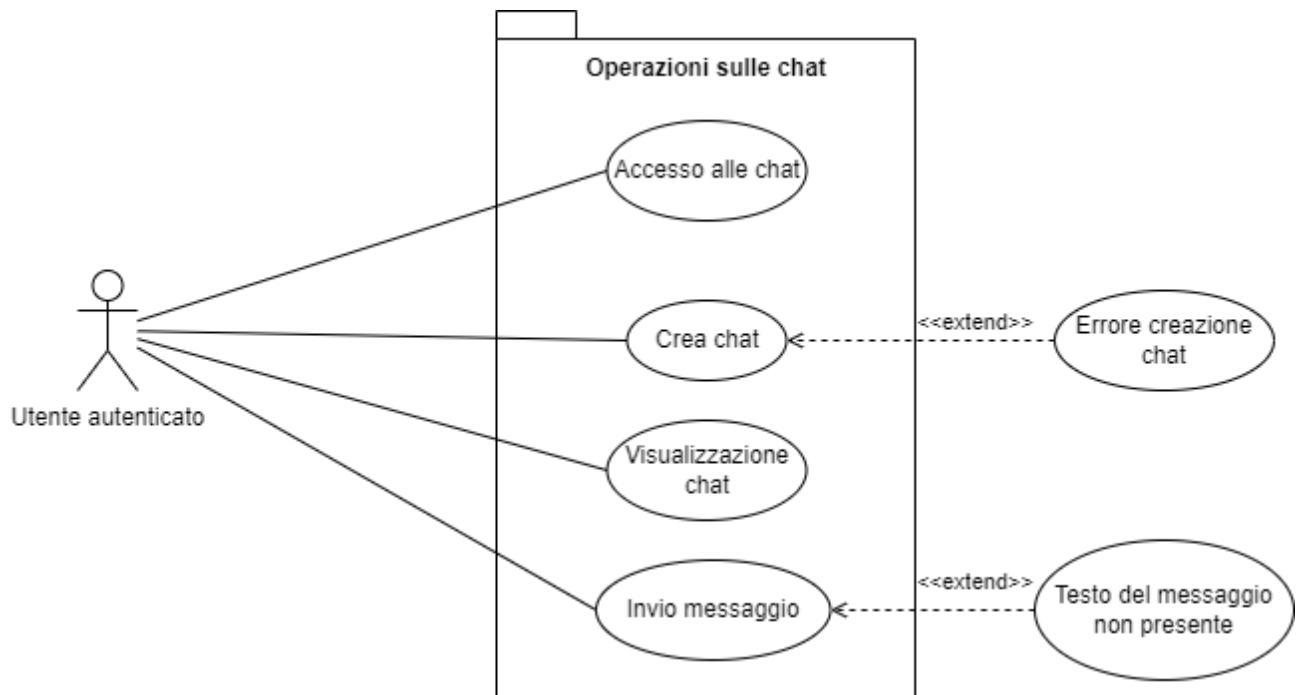 Operazioni sulle chat
Accesso alle chat
Crea chat
<<extend>>
Errore creazione
chat
Utente autenticato
Visualizzazione
chat
Invio messaggio
<<extend>>
Testo del messaggio
non presente